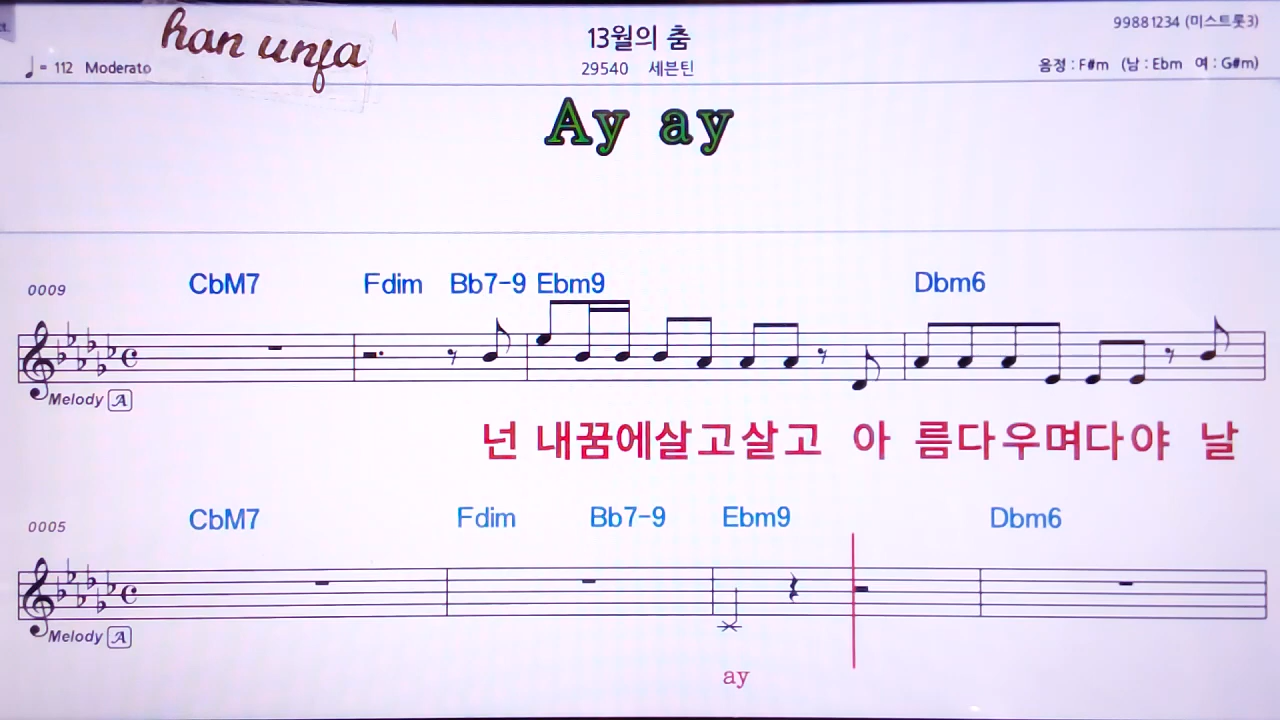 ct.
han unja
13월의 춤
99881234 (미스트롯3)
♩= 112 Moderato
29540 세븐틴
음정 : F#m (남 : Ebm 여 : G#m)
Ay ay
0009 CbM7 Fdim Bb7-9 Ebm9 Dbm6
Melody A
넌 내꿈에살고살고 아 름다우며다야 날
0005 CbM7 Fdim Bb7-9 Ebm9 Dbm6
Melody A
ay